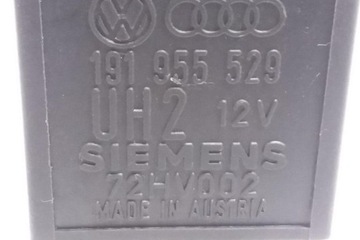 191 955 529
UH2 12V
SIEMENS
72HV002
MADE IN AUSTRIA